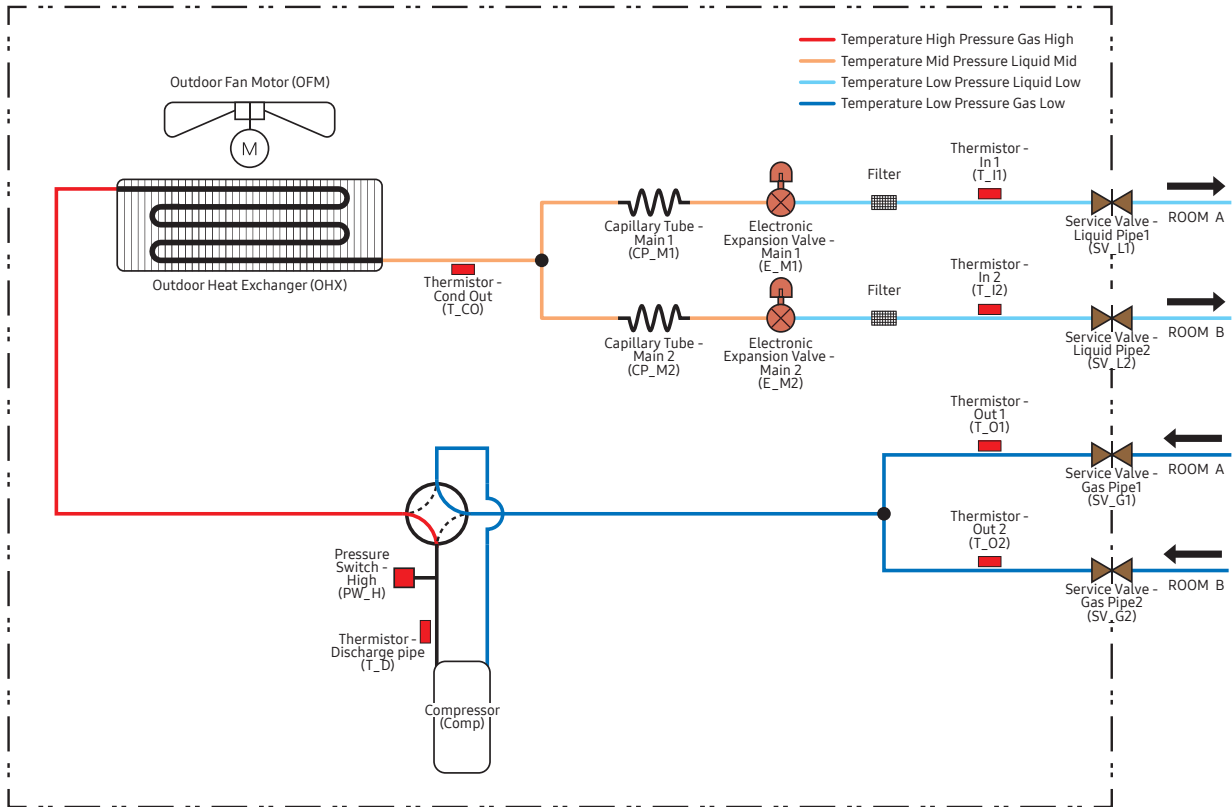 Temperature High Pressure Gas High
Temperature Mid Pressure Liquid Mid
Temperature Low Pressure Liquid Low
Temperature Low Pressure Gas Low
Outdoor Fan Motor (OFM)
M
Outdoor Heat Exchanger (OHX)
Thermistor -
Cond Out
(T_CO)
Capillary Tube -
Main 1
(CP_M1)
Electronic
Expansion Valve -
Main 1
(E_M1)
Filter
Thermistor -
In 1
(T_I1)
Service Valve -
Liquid Pipe1
(SV_L1)
ROOM A
Capillary Tube -
Main 2
(CP_M2)
Electronic
Expansion Valve -
Main 2
(E_M2)
Filter
Thermistor -
In 2
(T_I2)
Service Valve -
Liquid Pipe2
(SV_L2)
ROOM B
Thermistor -
Out 1
(T_O1)
Service Valve -
Gas Pipe1
(SV_G1)
ROOM A
Thermistor -
Out 2
(T_O2)
Service Valve -
Gas Pipe2
(SV_G2)
ROOM B
Pressure
Switch -
High
(PW_H)
Thermistor -
Discharge pipe
(T_D)
Compressor
(Comp)